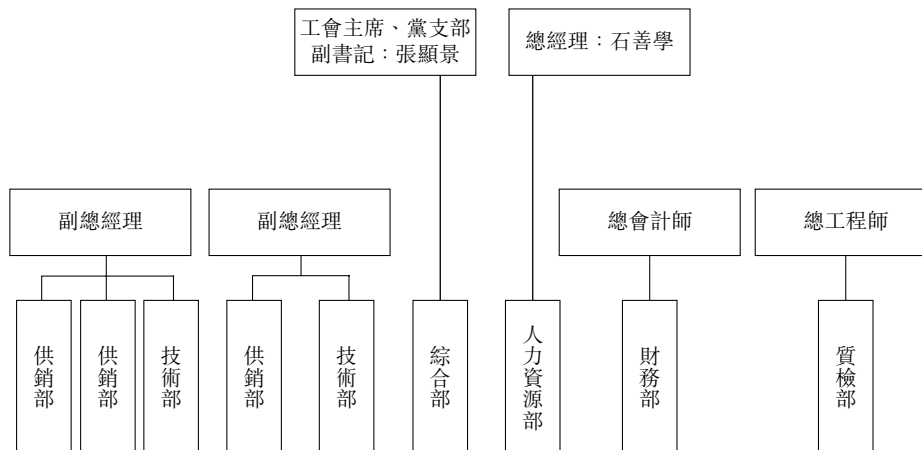 工會主席、黨支部
副書記：張顯景
總經理：石善學
副總經理
副總經理
總會計師
總工程師
供銷部
供銷部
技術部
供銷部
技術部
綜合部
人力資源部
財務部
質檢部